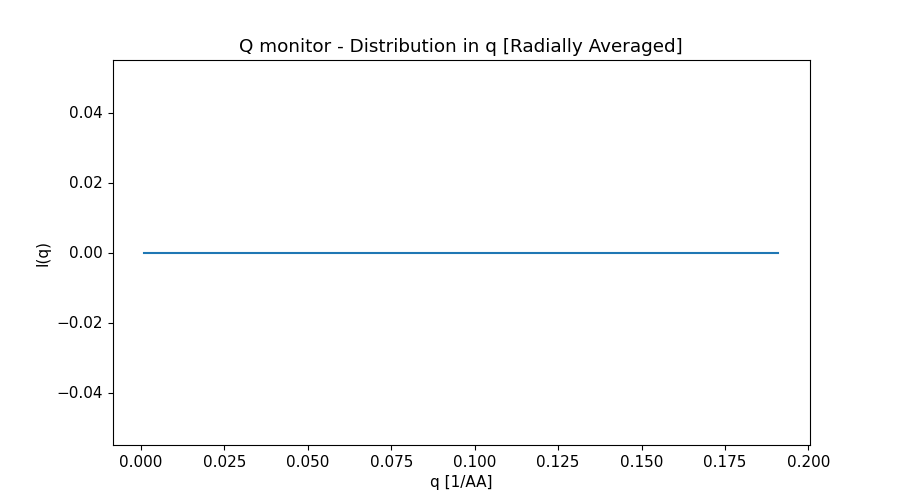 Q monitor - Distribution in q [Radially Averaged]
0.04
0.02
0.00
−0.02
−0.04
I(q)
0.000 0.025 0.050 0.075 0.100 0.125 0.150 0.175 0.200
q [1/AA]